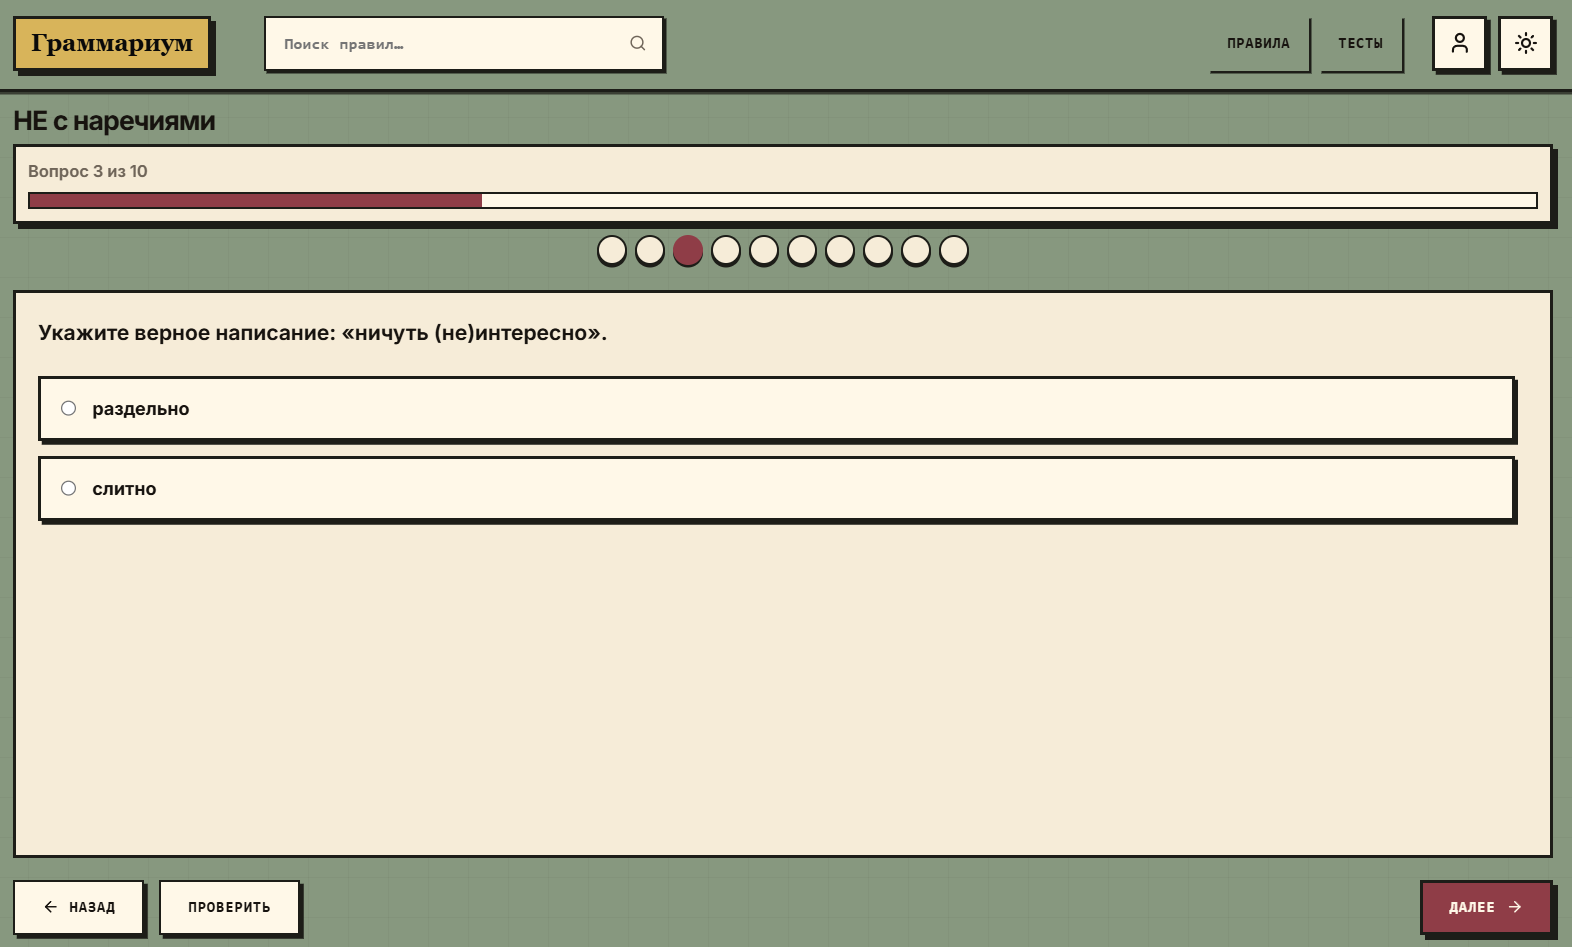 Граммариум
Поиск правил…
ПРАВИЛА
ТЕСТЫ
НЕ с наречиями
Вопрос 3 из 10
Укажите верное написание: «ничуть (не)интересно».
раздельно
слитно
НАЗАД
ПРОВЕРИТЬ
ДАЛЕЕ